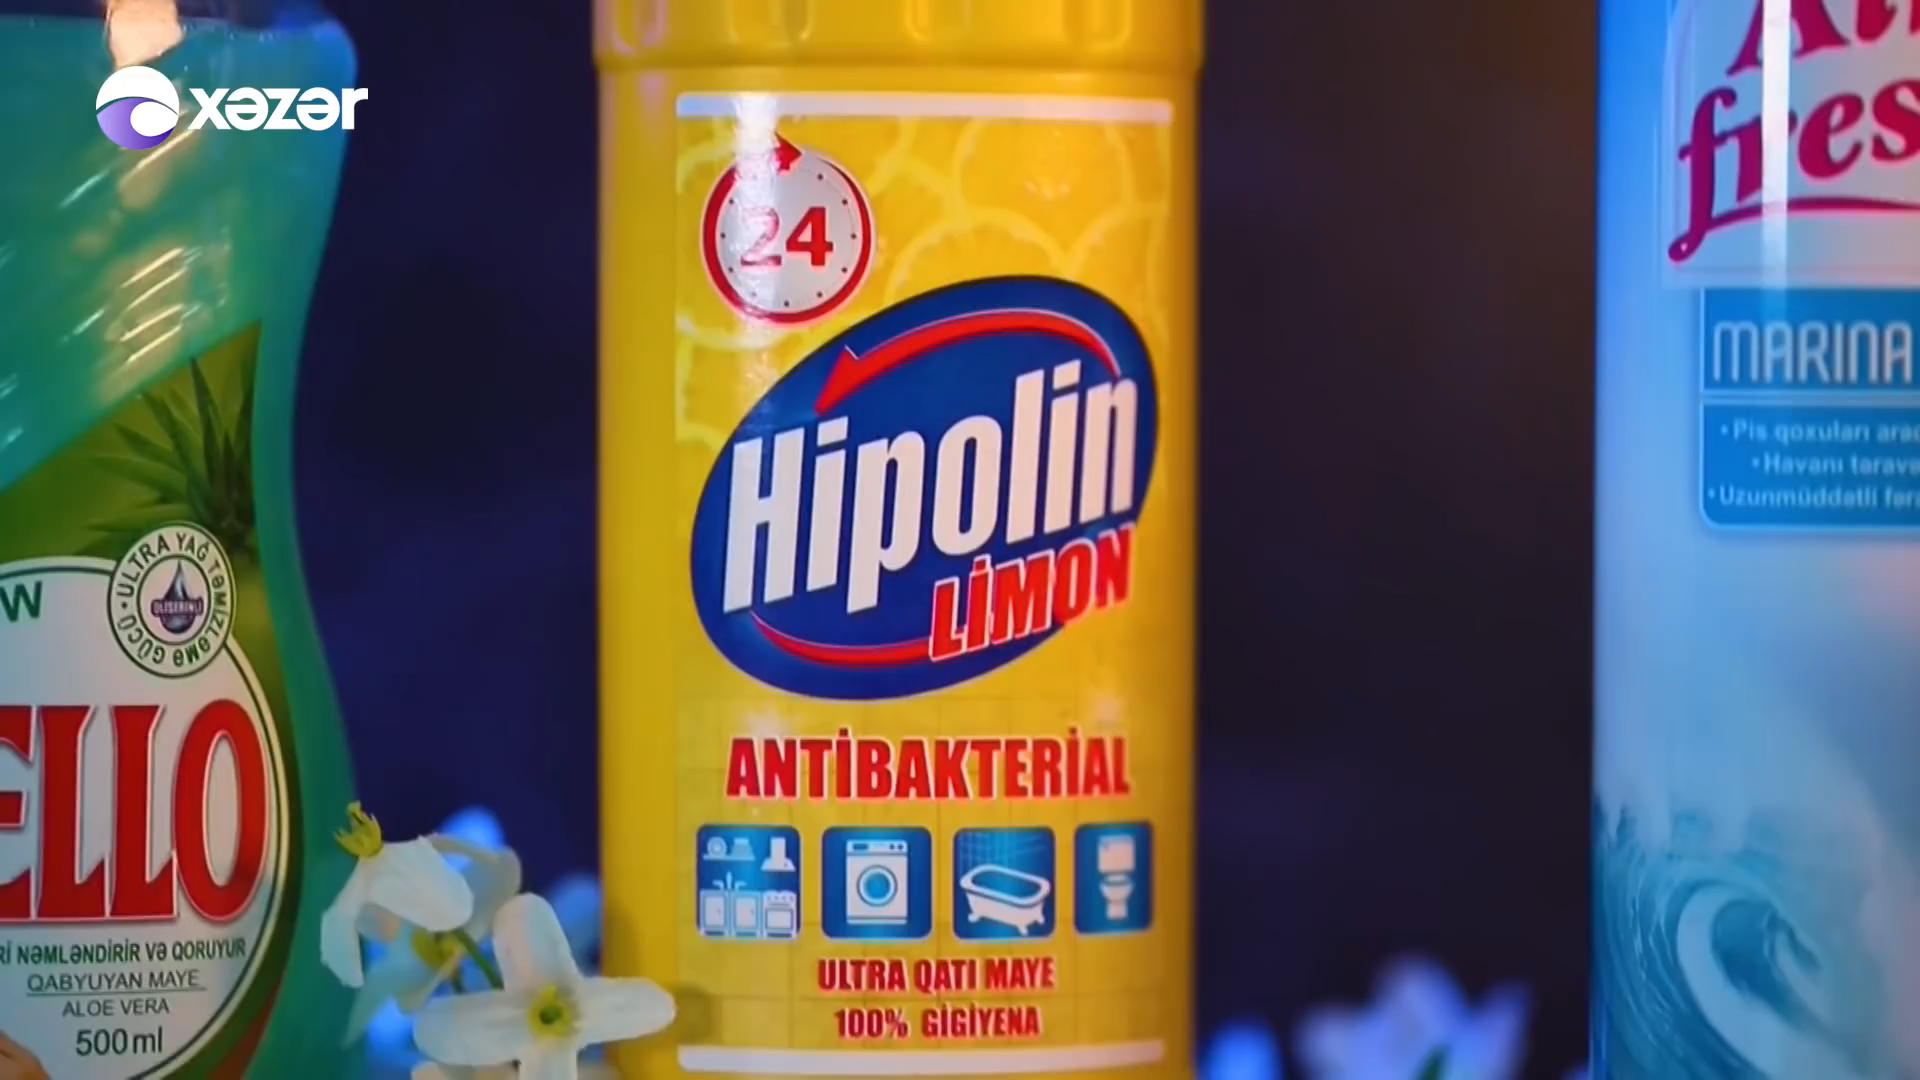 xəzər
24
Hipolin
LİMON
ANTİBAKTERİAL
ULTRA QATI MAYE
100% GİGİYENA
W
ULTRA YAĞ TƏMİZLƏMƏ GÜCÜ
ELLO
Rİ NƏMLƏNDİRİR VƏ QORUYUR
QABYUYAN MAYE
ALOE VERA
500ml
fres
MARINA
• Pis qoxuları arad
• Havanı təravə
• Uzunmüddətli fər